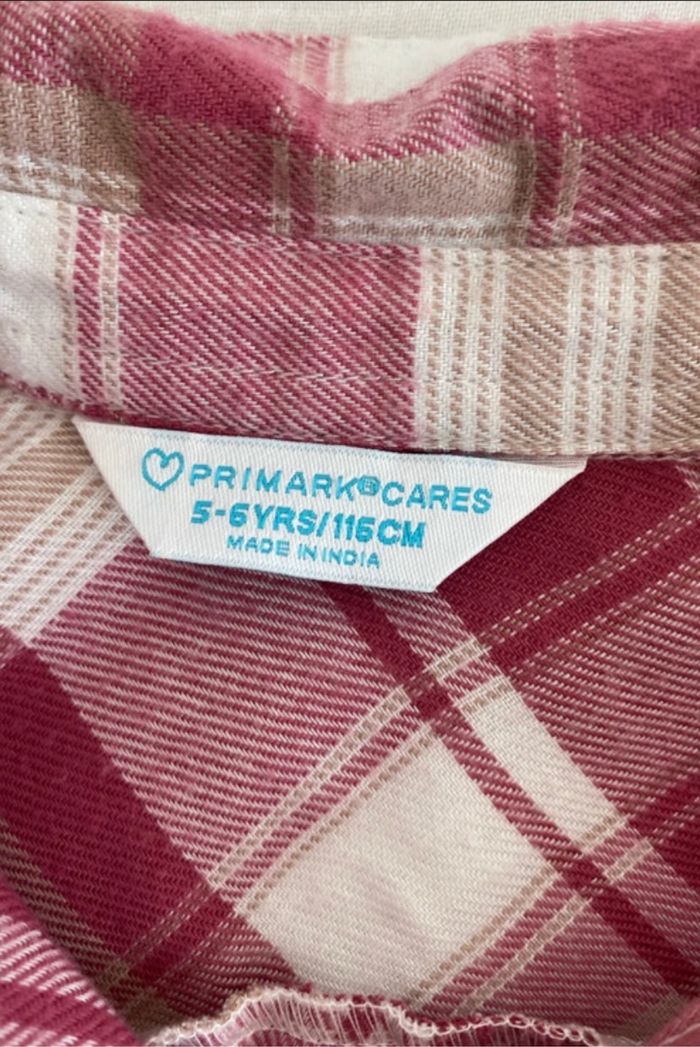 PRIMARK® CARES
5-6YRS/116CM
MADE IN INDIA